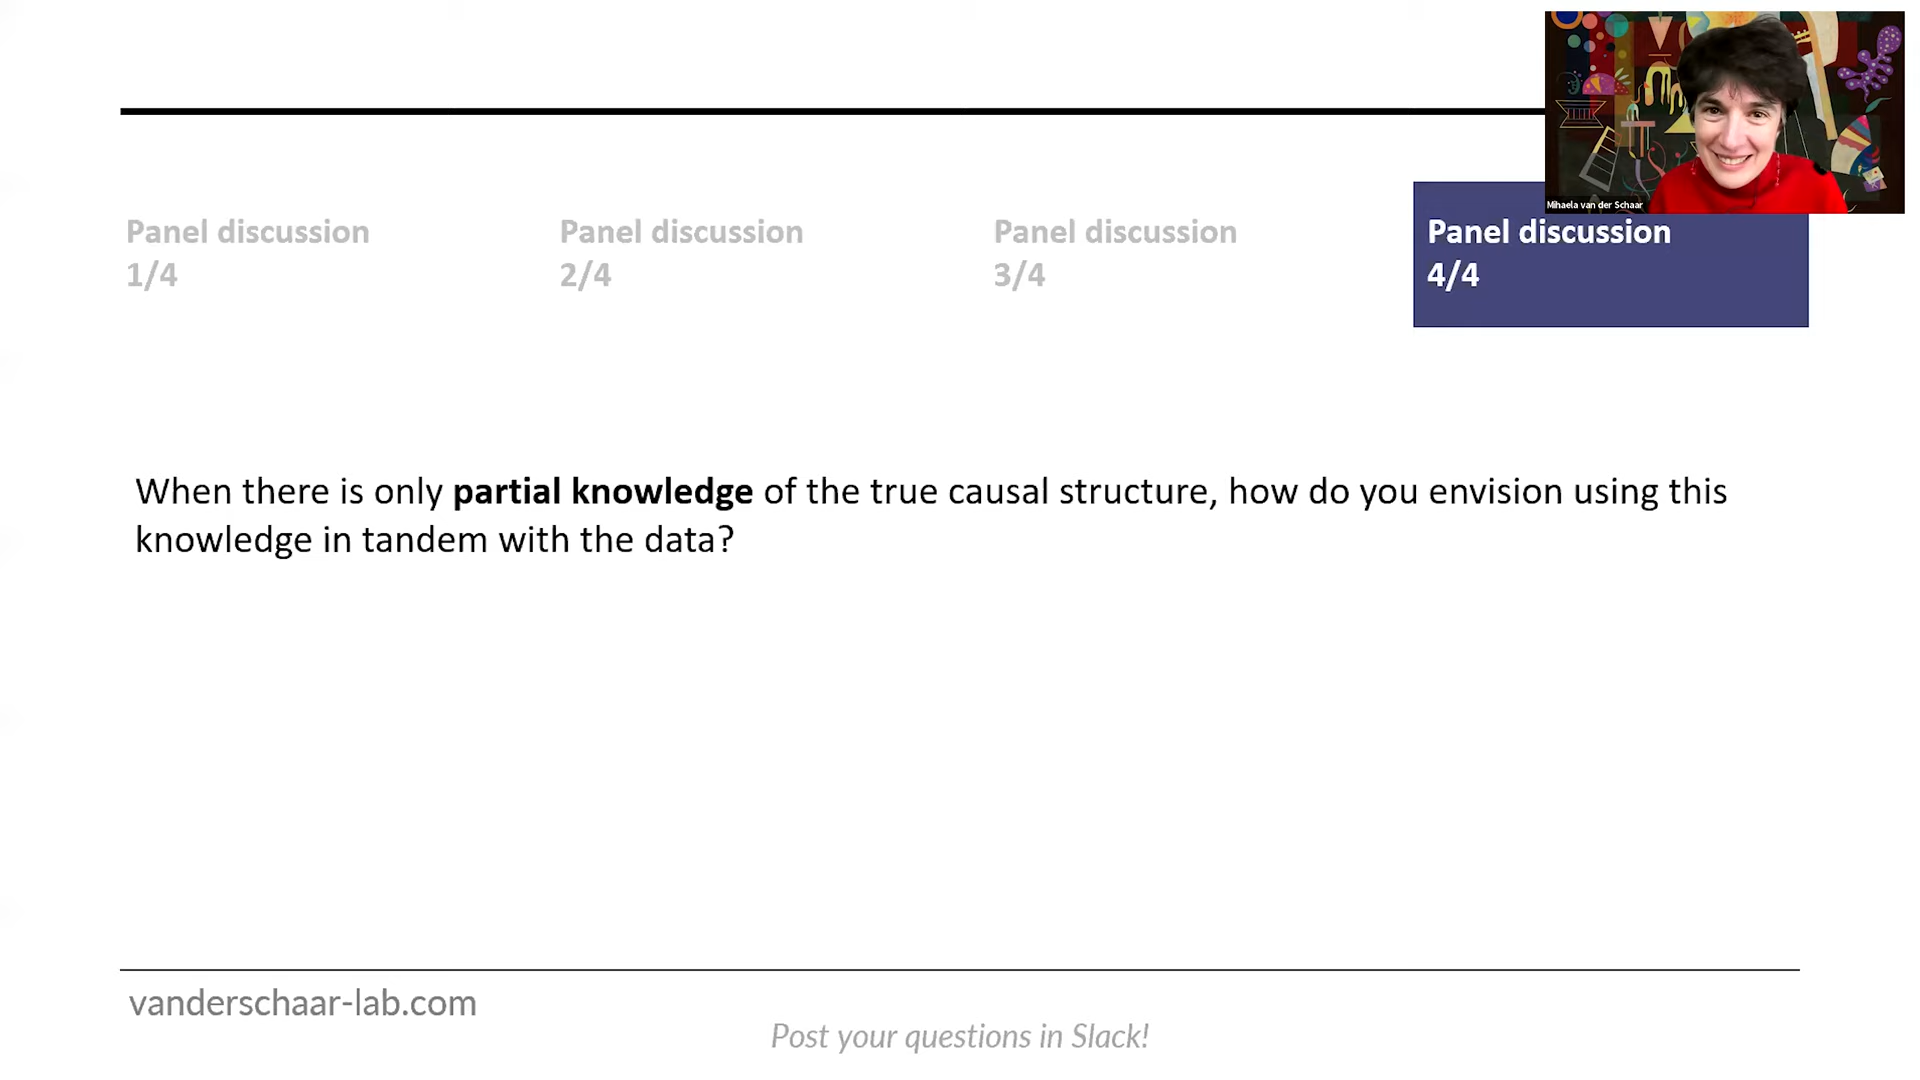 Mihaela van der Schaar
Panel discussion
1/4
Panel discussion
2/4
Panel discussion
3/4
Panel discussion
4/4
When there is only partial knowledge of the true causal structure, how do you envision using this
knowledge in tandem with the data?
vanderschaar-lab.com
Post your questions in Slack!